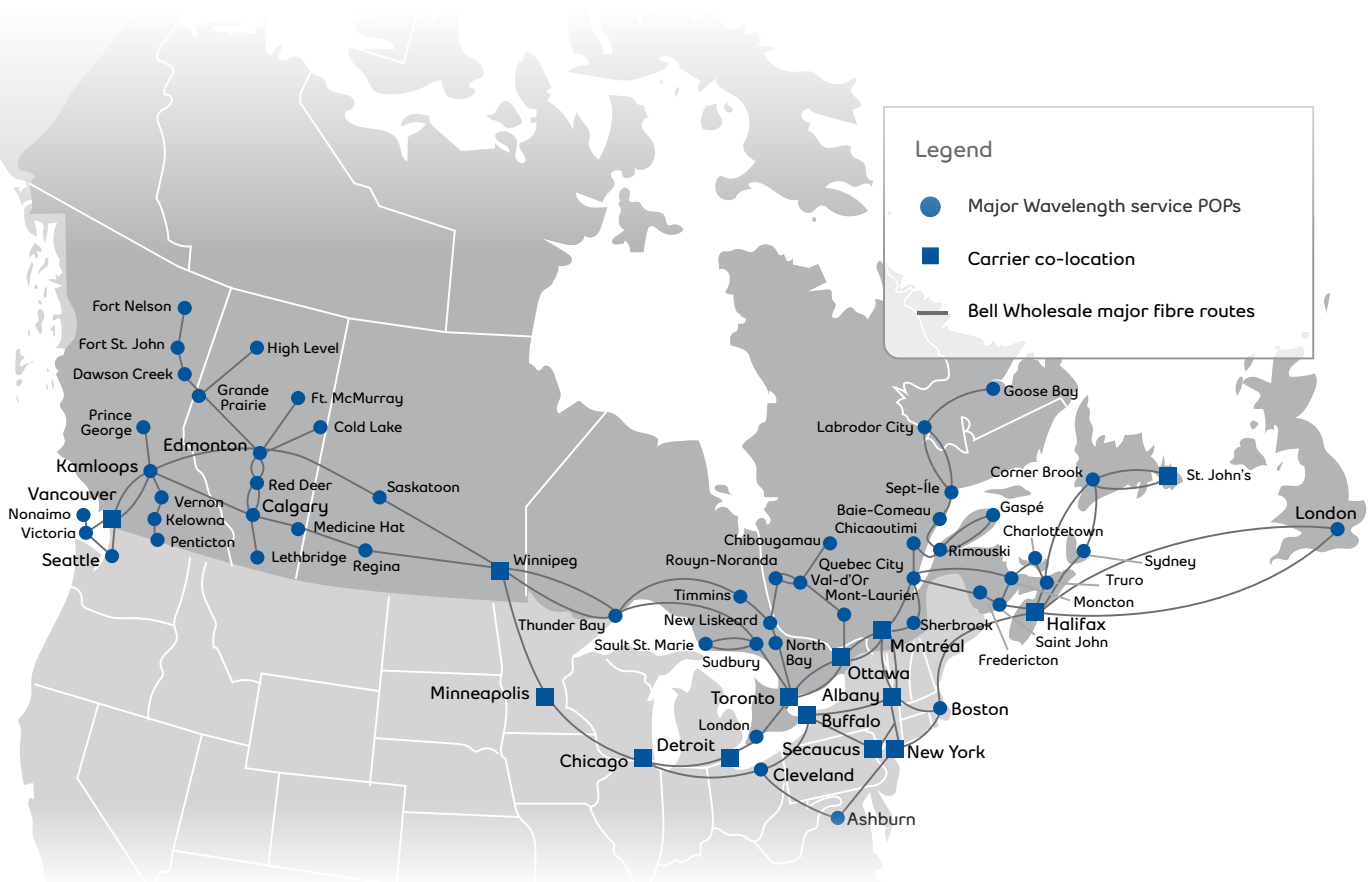 Legend
Major Wavelength service POPs
Carrier co-location
Bell Wholesale major fibre routes
Fort Nelson
Fort St. John
High Level
Dawson Creek
Grande
Prairie
Ft. McMurray
Prince
George
Cold Lake
Edmonton
Kamloops
Red Deer
Saskatoon
Vancouver
Vernon
Calgary
Nonaimo
Kelowna
Medicine Hat
Victoria
Penticton
Seattle
Lethbridge
Regina
Winnipeg
Goose Bay
Labrodor City
Corner Brook
St. John's
Sept-Île
Baie-Comeau
Gaspé
London
Chicaoutimi
Charlottetown
Chibougamau
Rimouski
Rouyn-Noranda
Quebec City
Sydney
Val-d'Or
Truro
Timmins
Mont-Laurier
Moncton
Thunder Bay
New Liskeard
Sherbrook
Halifax
Sault St. Marie
North
Bay
Montréal
Saint John
Sudbury
Fredericton
Ottawa
Minneapolis
Toronto
Albany
Boston
London
Buffalo
Detroit
Secaucus
New York
Chicago
Cleveland
Ashburn